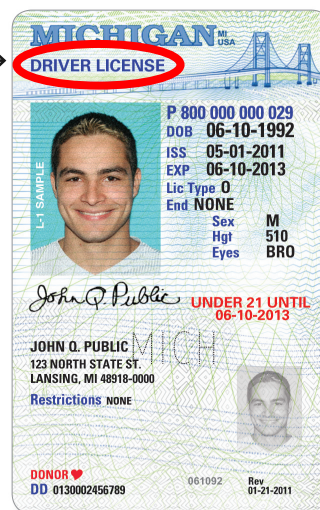 MICHIGAN MI USA
DRIVER LICENSE
P 800 000 000 029
DOB 06-10-1992
ISS 05-01-2011
EXP 06-10-2013
Lic Type O
End NONE
Sex M
Hgt 510
Eyes BRO
L-1 SAMPLE
John Q. Public
UNDER 21 UNTIL
06-10-2013
MICH
JOHN Q. PUBLIC
123 NORTH STATE ST.
LANSING, MI 48918-0000
Restrictions NONE
DONOR
DD 0130002456789
061092
Rev
01-21-2011